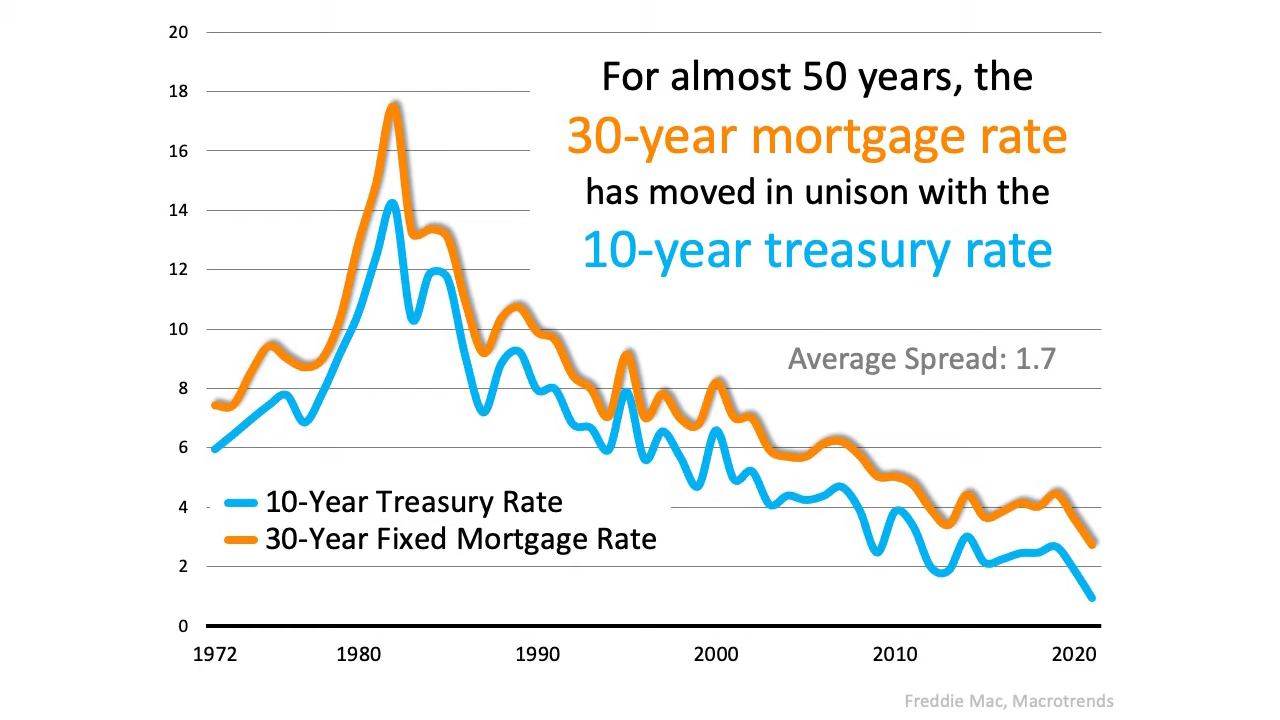 20
For almost 50 years, the
18
30-year mortgage rate
16
has moved in unison with the
14
10-year treasury rate
12
10
Average Spread: 1.7
8
6
10-Year Treasury Rate
4
30-Year Fixed Mortgage Rate
2
0
1972 1980 1990 2000 2010 2020
Freddie Mac, Macrotrends